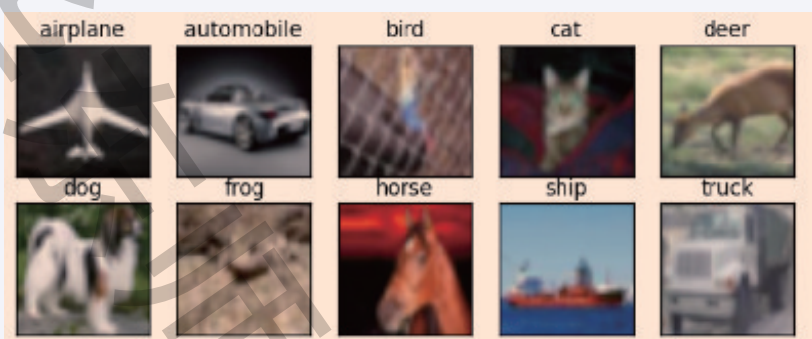 airplane automobile bird cat deer
dog frog horse ship truck